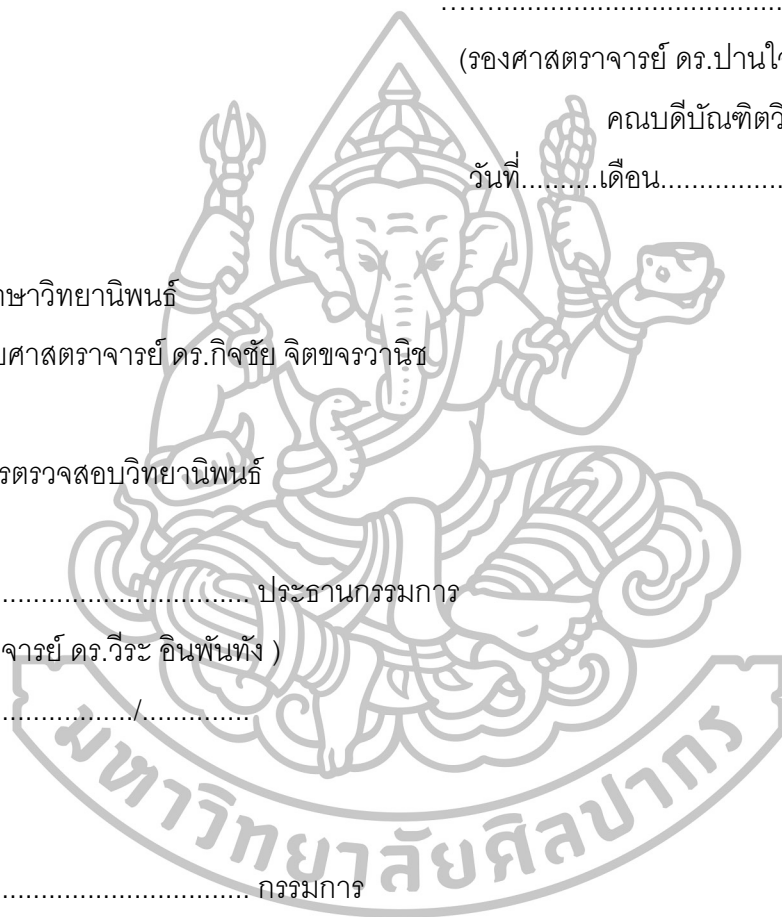 ……......................................
(รองศาสตราจารย์ ดร.ปานใจ
คณบดีบัณฑิตวิ
วันที่..........เดือน.................
าษาวิทยานิพนธ์
ยศาสตราจารย์ ดร.กิจชัย จิตขจรวานิช
รตรวจสอบวิทยานิพนธ์
.................................... ประธานกรรมการ
จารย์ ดร.วีระ อินพันทัง )
.................../..............
.................................... กรรมการ
มหาวิทยาลัยศิลปากร